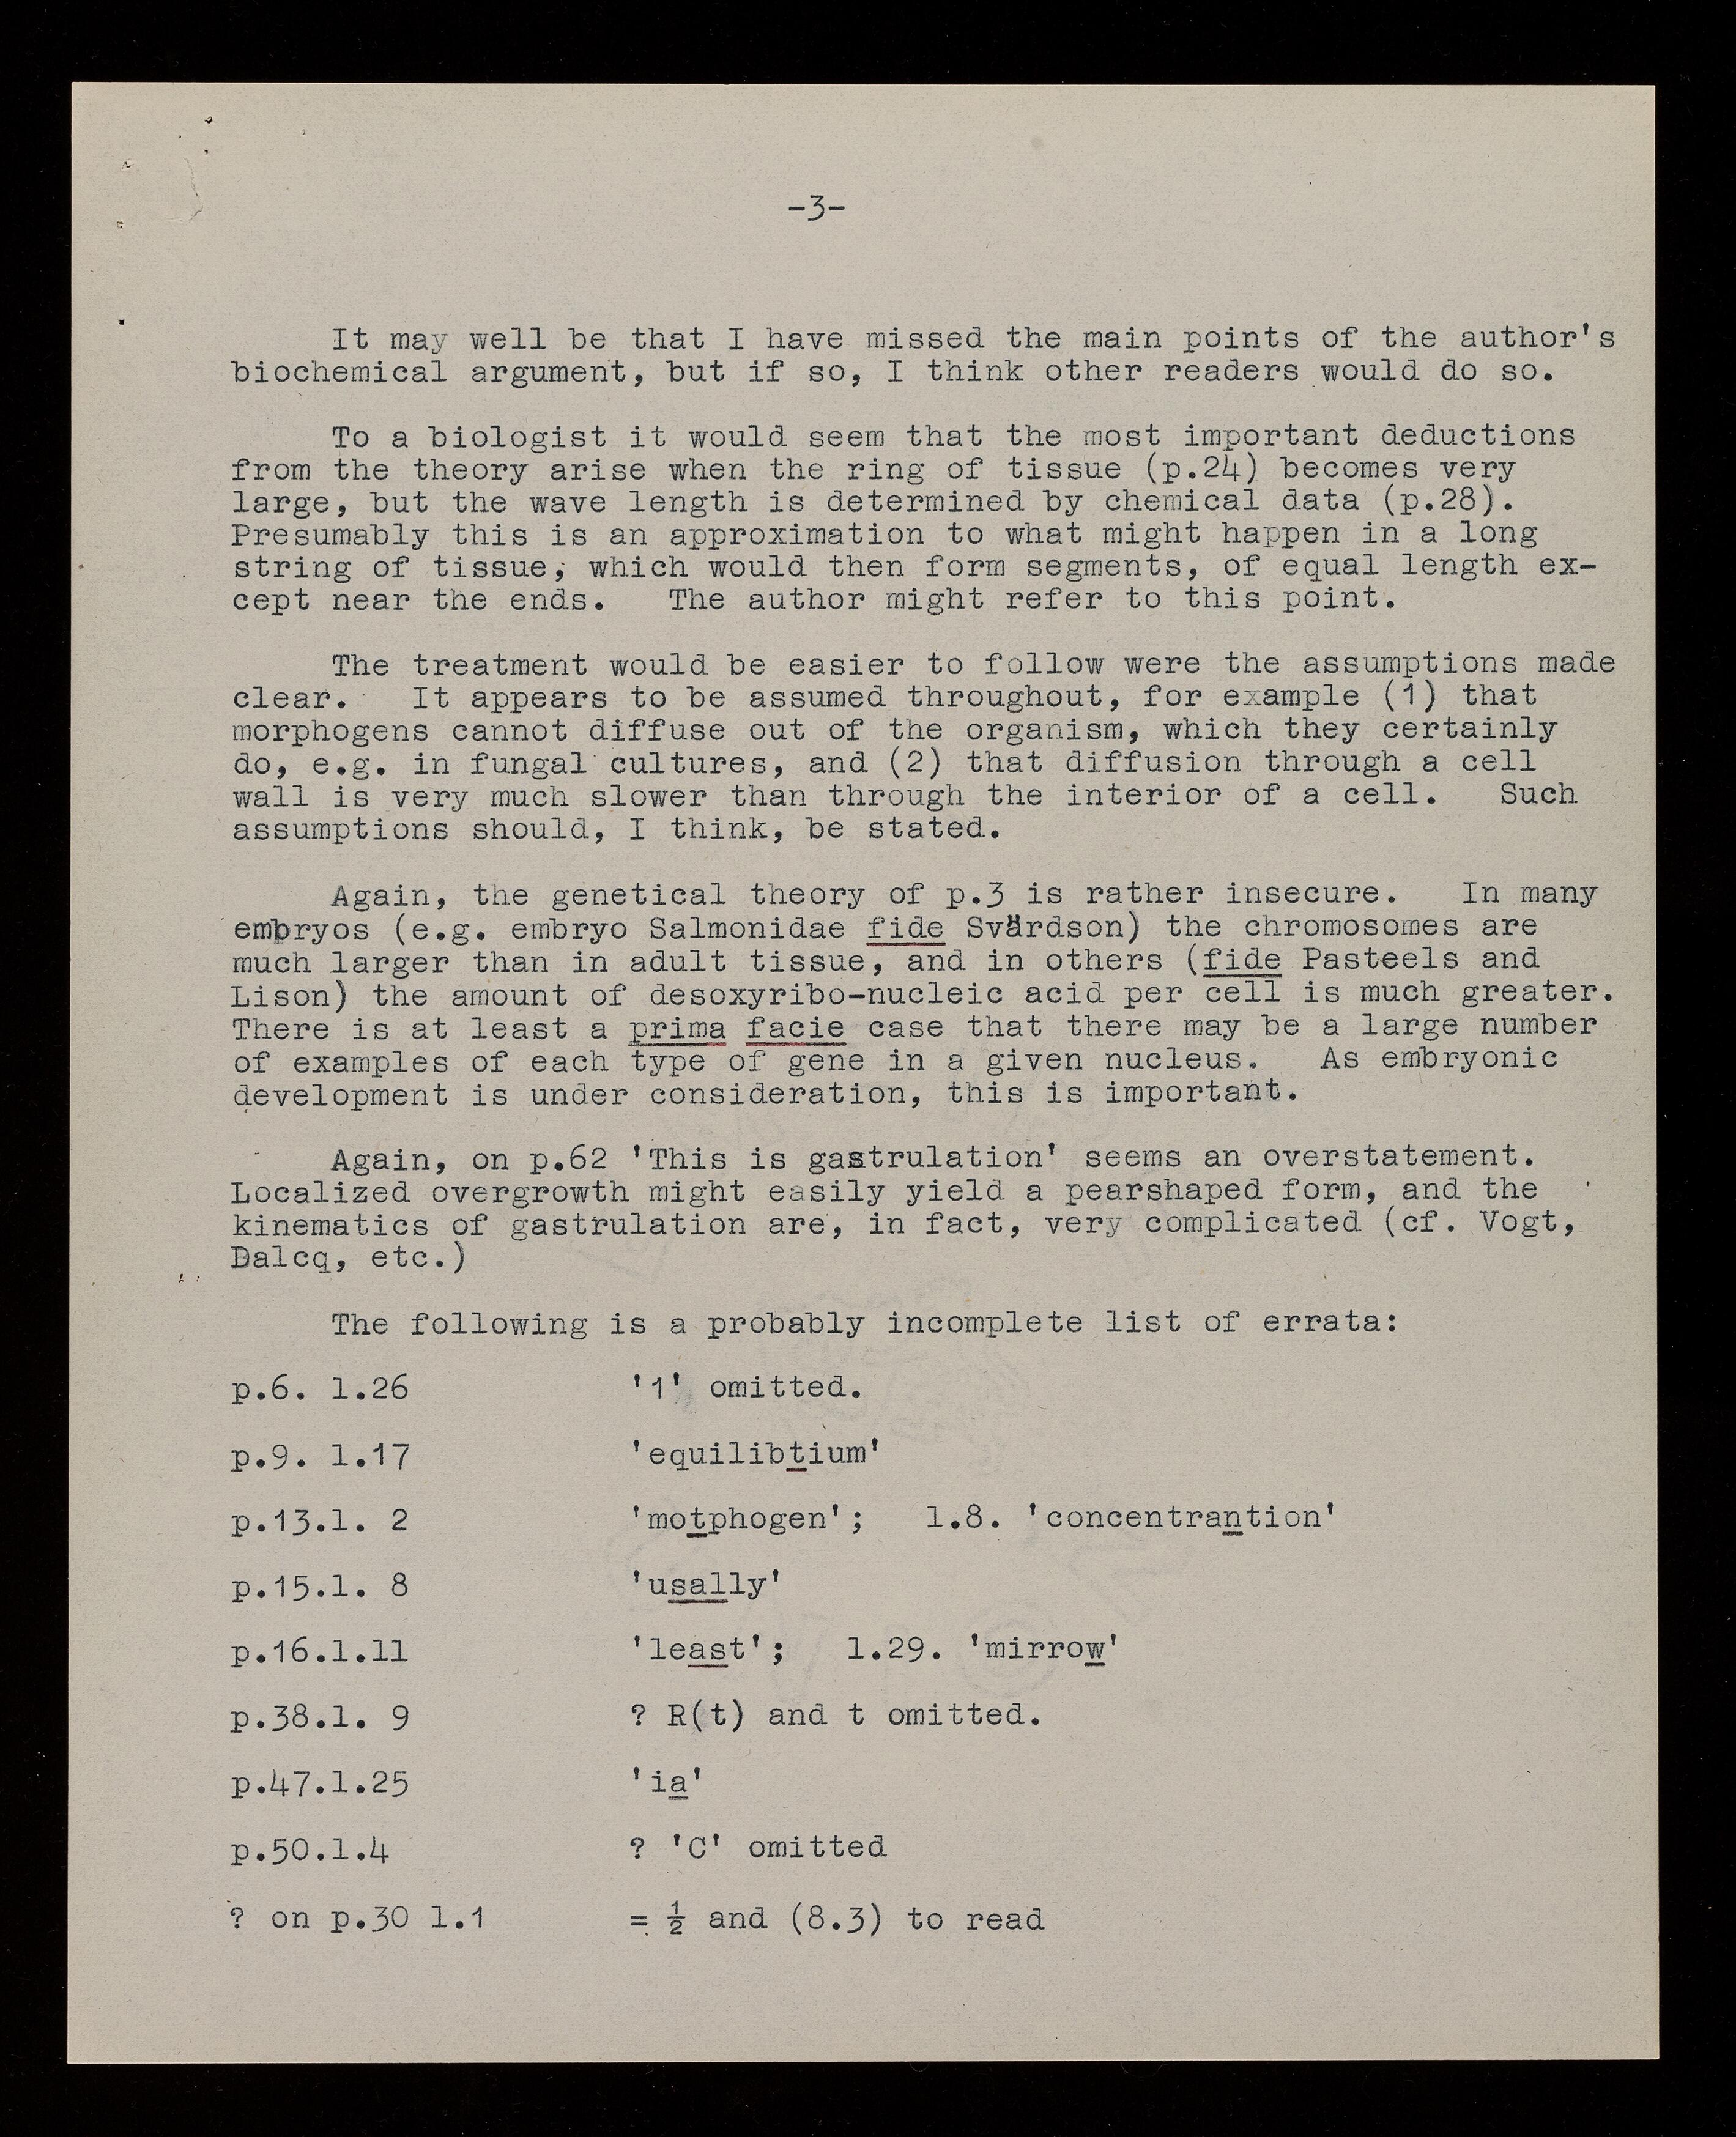 -3-
It may well be that I have missed the main points of the author's
biochemical argument, but if so, I think other readers would do so.
To a biologist it would seem that the most important deductions
from the theory arise when the ring of tissue (p.24) becomes very
large, but the wave length is determined by chemical data (p.28).
Presumably this is an approximation to what might happen in a long
string of tissue, which would then form segments, of equal length ex-
cept near the ends. The author might refer to this point.
The treatment would be easier to follow were the assumptions made
clear. It appears to be assumed throughout, for example (1) that
morphogens cannot diffuse out of the organism, which they certainly
do, e.g. in fungal cultures, and (2) that diffusion through a cell
wall is very much slower than through the interior of a cell. Such
assumptions should, I think, be stated.
Again, the genetical theory of p.3 is rather insecure. In many
embryos (e.g. embryo Salmonidae fide Svärdson) the chromosomes are
much larger than in adult tissue, and in others (fide Pasteels and
Lison) the amount of desoxyribo-nucleic acid per cell is much greater.
There is at least a prima facie case that there may be a large number
of examples of each type of gene in a given nucleus. As embryonic
development is under consideration, this is important.
Again, on p.62 'This is gastrulation' seems an overstatement.
Localized overgrowth might easily yield a pearshaped form, and the
kinematics of gastrulation are, in fact, very complicated (cf. Vogt,
Dalcq, etc.)
The following is a probably incomplete list of errata:
p.6. l.26 '1' omitted.
p.9. l.17 'equilibtium'
p.13.l. 2 'motphogen'; l.8. 'concentrantion'
p.15.l. 8 'usally'
p.16.l.11 'least'; l.29. 'mirrow'
p.38.l. 9 ? R(t) and t omitted.
p.47.l.25 'ia'
p.50.l.4 ? 'C' omitted
? on p.30 l.1 = ½ and (8.3) to read